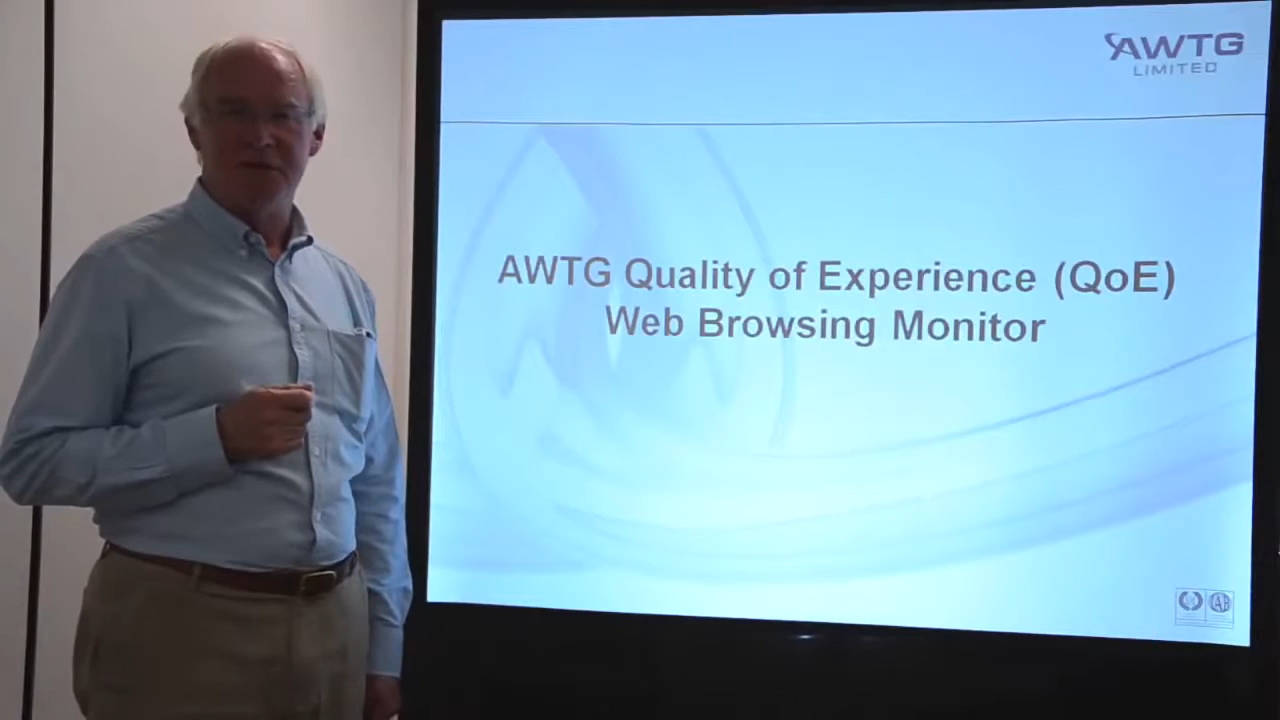 AWTG
LIMITED
AWTG Quality of Experience (QoE)
Web Browsing Monitor